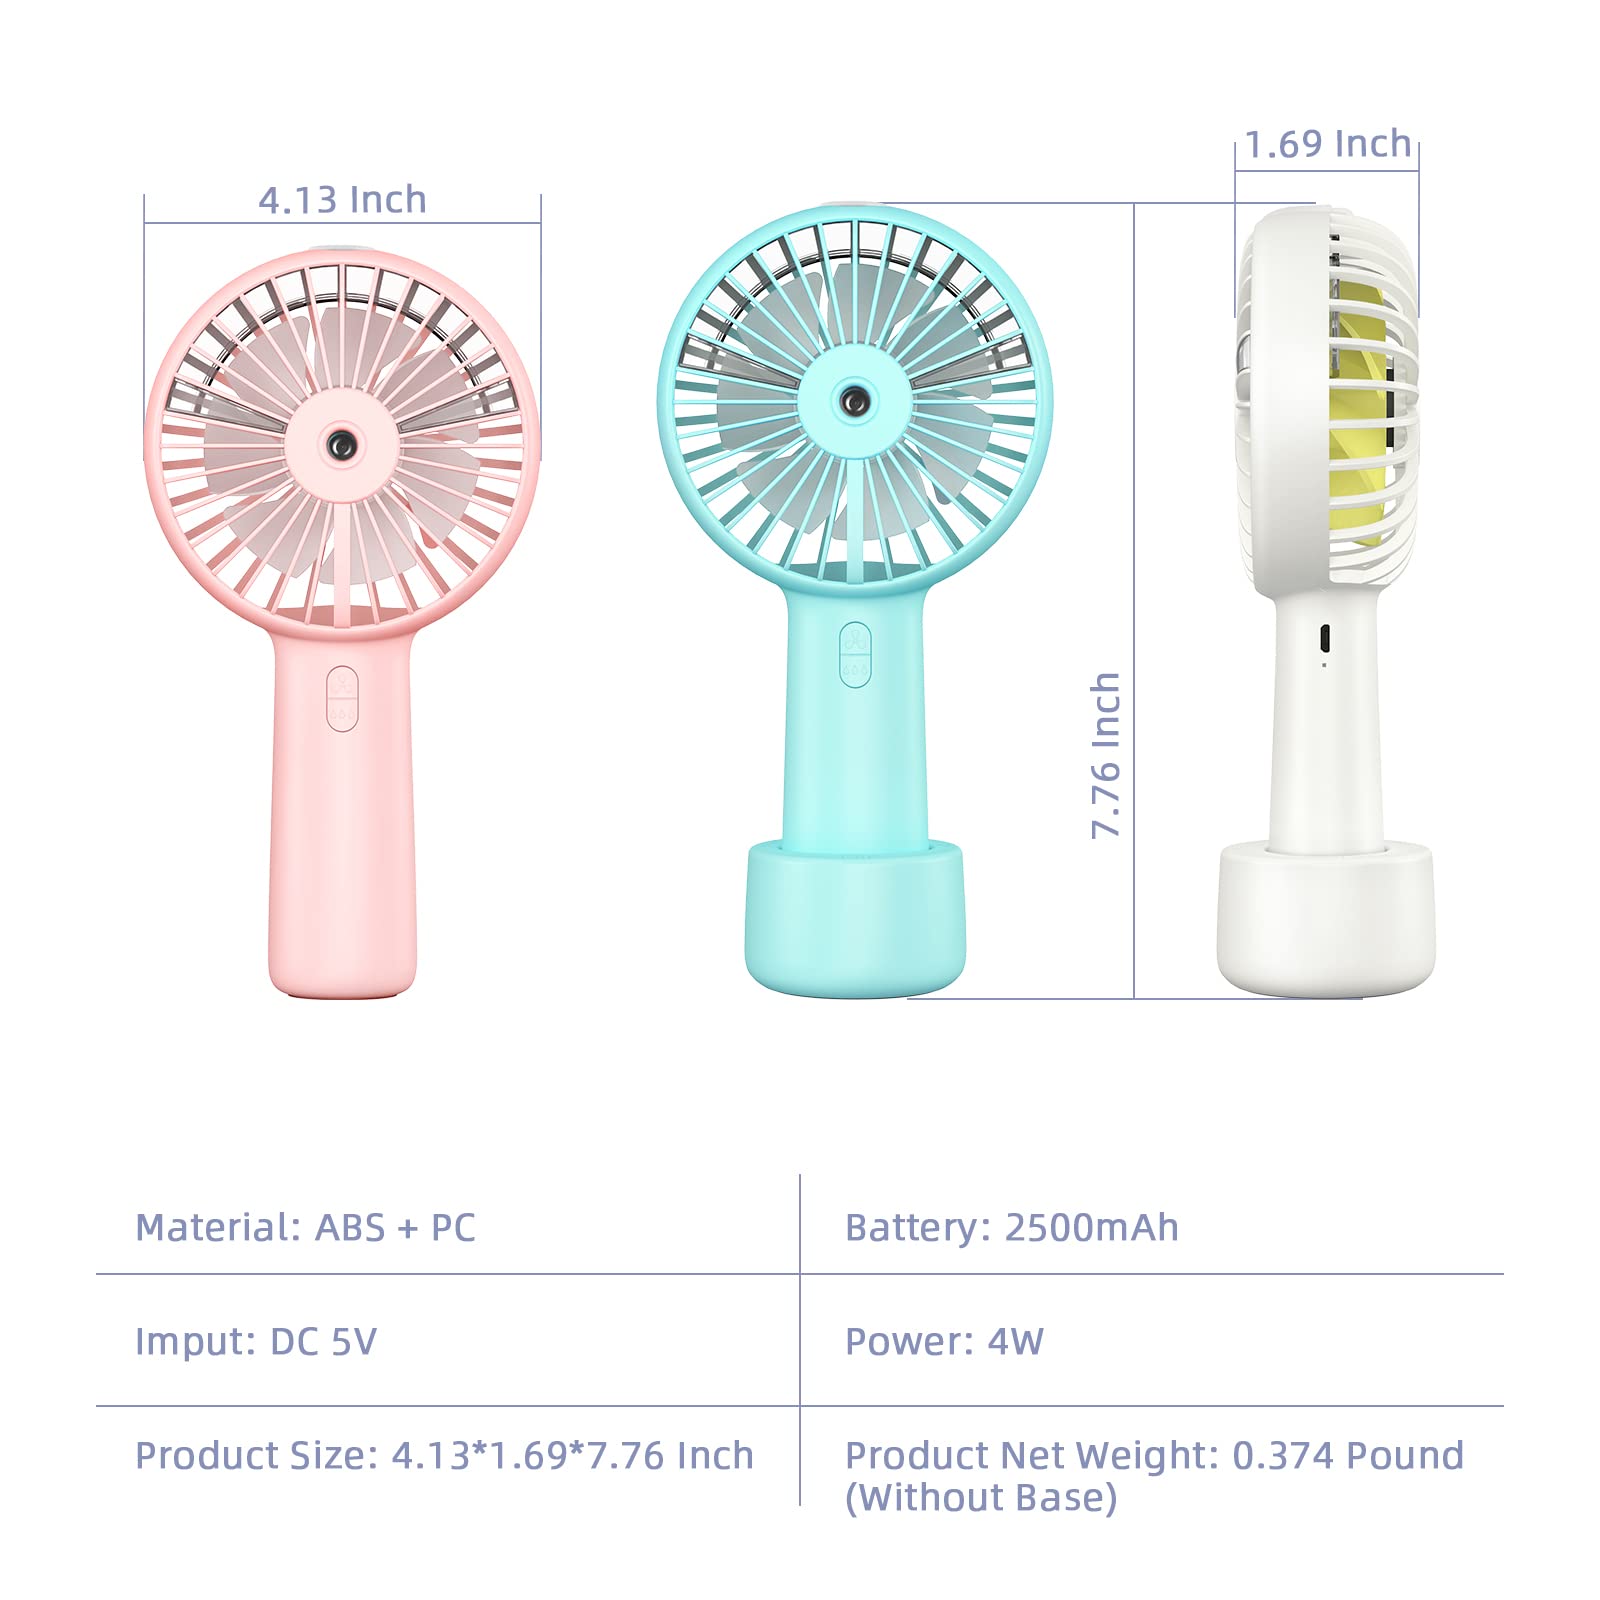 1.69 Inch
4.13 Inch
7.76 Inch
Material: ABS + PC
Battery: 2500mAh
Imput: DC 5V
Power: 4W
Product Size: 4.13*1.69*7.76 Inch
Product Net Weight: 0.374 Pound
(Without Base)